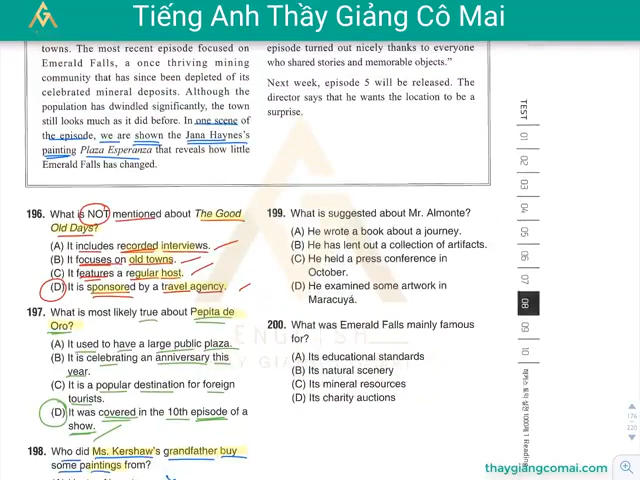 Tiếng Anh Thầy Giảng Cô Mai
towns. The most recent episode focused on
Emerald Falls, a once thriving mining
community that has since been depleted of its
celebrated mineral deposits. Although the
population has dwindled significantly, the town
still looks much as it did before. In one scene of
the episode, we are shown the Jana Haynes's
painting Plaza Esperanza that reveals how little
Emerald Falls has changed.
episode turned out nicely thanks to everyone
who shared stories and memorable objects."
Next week, episode 5 will be released. The
director says that he wants the location to be a
surprise.
196. What is NOT mentioned about The Good
Old Days?
(A) It includes recorded interviews.
(B) It focuses on old towns.
(C) It features a regular host.
(D) It is sponsored by a travel agency.
197. What is most likely true about Pepita de
Oro?
(A) It used to have a large public plaza.
(B) It is celebrating an anniversary this
year.
(C) It is a popular destination for foreign
tourists.
(D) It was covered in the 10th episode of a
show.
198. Who did Ms. Kershaw's grandfather buy
some paintings from?
199. What is suggested about Mr. Almonte?
(A) He wrote a book about a journey.
(B) He has lent out a collection of artifacts.
(C) He held a press conference in
October.
(D) He examined some artwork in
Maracuyá.
200. What was Emerald Falls mainly famous
for?
(A) Its educational standards
(B) Its natural scenery
(C) Its mineral resources
(D) Its charity auctions
TEST
01
02
03
04
05
06
07
08
09
10
176
220
thaygiangcomai.com